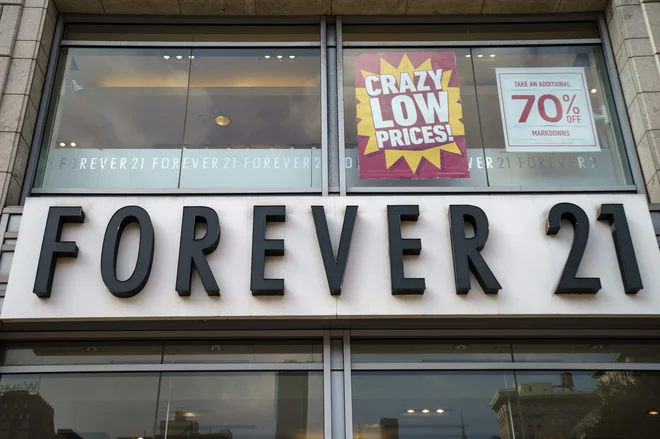 CRAZY
LOW
PRICES!
TAKE AN ADDITIONAL
70% OFF
MARKDOWNS
FOREVER 21 FOREVER 21 FOREVER 21
FOREVER 21